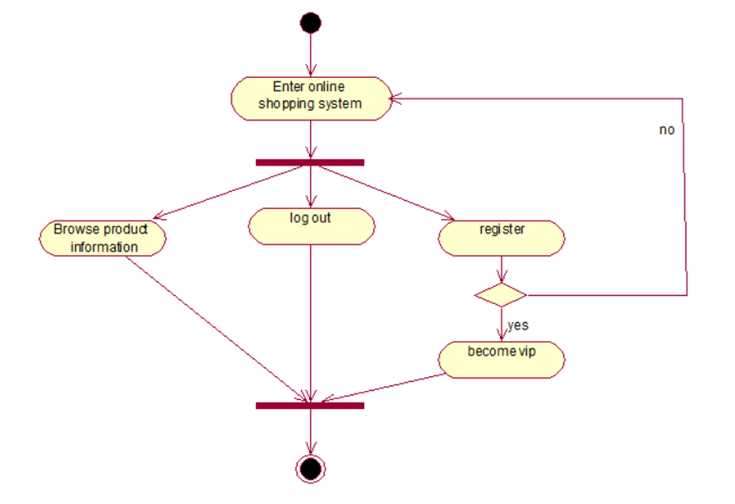 Enter online
shopping system
no
Browse product
information
log out
register
yes
become vip